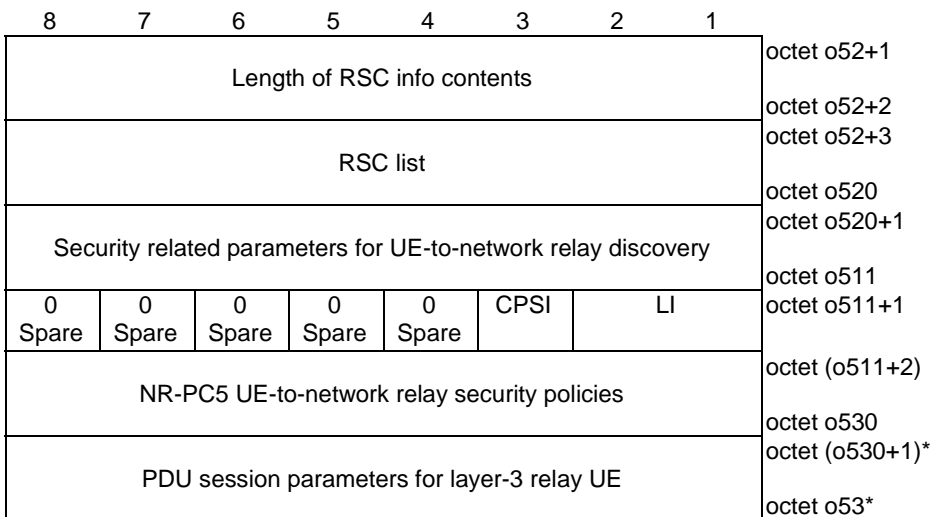 8 7 6 5 4 3 2 1
octet o52+1
Length of RSC info contents
octet o52+2
octet o52+3
RSC list
octet o520
octet o520+1
Security related parameters for UE-to-network relay discovery
octet o511
0 0 0 0 0 CPSI LI octet o511+1
Spare Spare Spare Spare Spare
octet (o511+2)
NR-PC5 UE-to-network relay security policies
octet o530
octet (o530+1)*
PDU session parameters for layer-3 relay UE
octet o53*